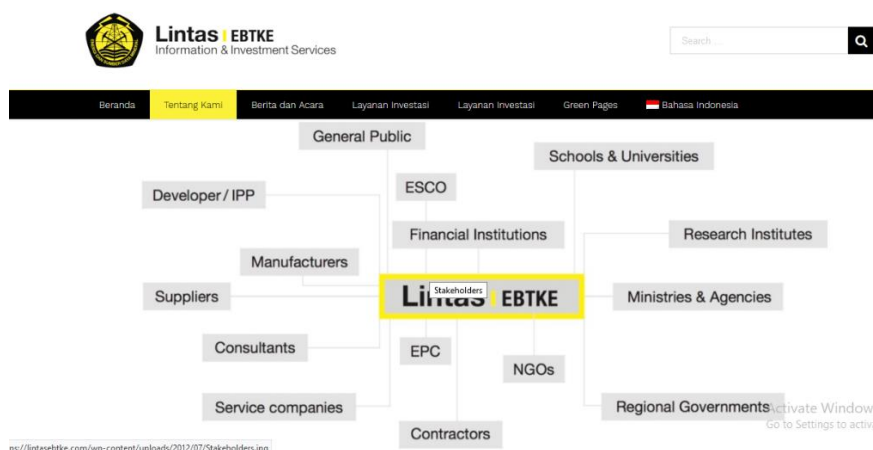 Lintas EBTKE
Information & Investment Services
Search ...
Beranda Tentang Kami Berita dan Acara Layanan Investasi Layanan Investasi Green Pages Bahasa Indonesia
General Public
Schools & Universities
ESCO
Developer / IPP
Financial Institutions
Research Institutes
Manufacturers
Stakeholders
Suppliers
Lintas EBTKE
Ministries & Agencies
Consultants
EPC
NGOs
Service companies
Regional Governments
Activate Window
Go to Settings to activ
Contractors
ps://lintasebtke.com/wp-content/uploads/2012/07/Stakeholders.jpg